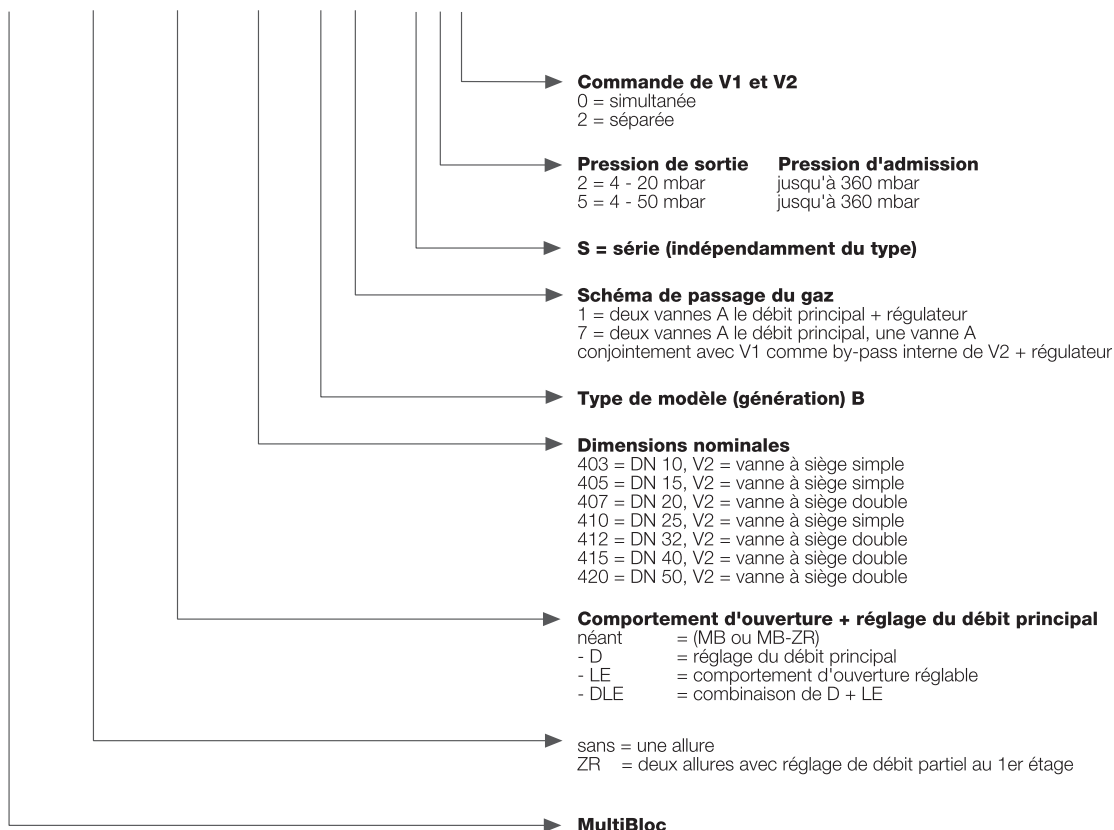 Commande de V1 et V2
0 = simultanée
2 = séparée
Pression de sortie Pression d'admission
2 = 4 - 20 mbar jusqu'à 360 mbar
5 = 4 - 50 mbar jusqu'à 360 mbar
S = série (indépendamment du type)
Schéma de passage du gaz
1 = deux vannes A le débit principal + régulateur
7 = deux vannes A le débit principal, une vanne A
conjointement avec V1 comme by-pass interne de V2 + régulateur
Type de modèle (génération) B
Dimensions nominales
403 = DN 10, V2 = vanne à siège simple
405 = DN 15, V2 = vanne à siège simple
407 = DN 20, V2 = vanne à siège double
410 = DN 25, V2 = vanne à siège simple
412 = DN 32, V2 = vanne à siège double
415 = DN 40, V2 = vanne à siège double
420 = DN 50, V2 = vanne à siège double
Comportement d'ouverture + réglage du débit principal
néant = (MB ou MB-ZR)
- D = réglage du débit principal
- LE = comportement d'ouverture réglable
- DLE = combinaison de D + LE
sans = une allure
ZR = deux allures avec réglage de débit partiel au 1er étage
MultiBloc